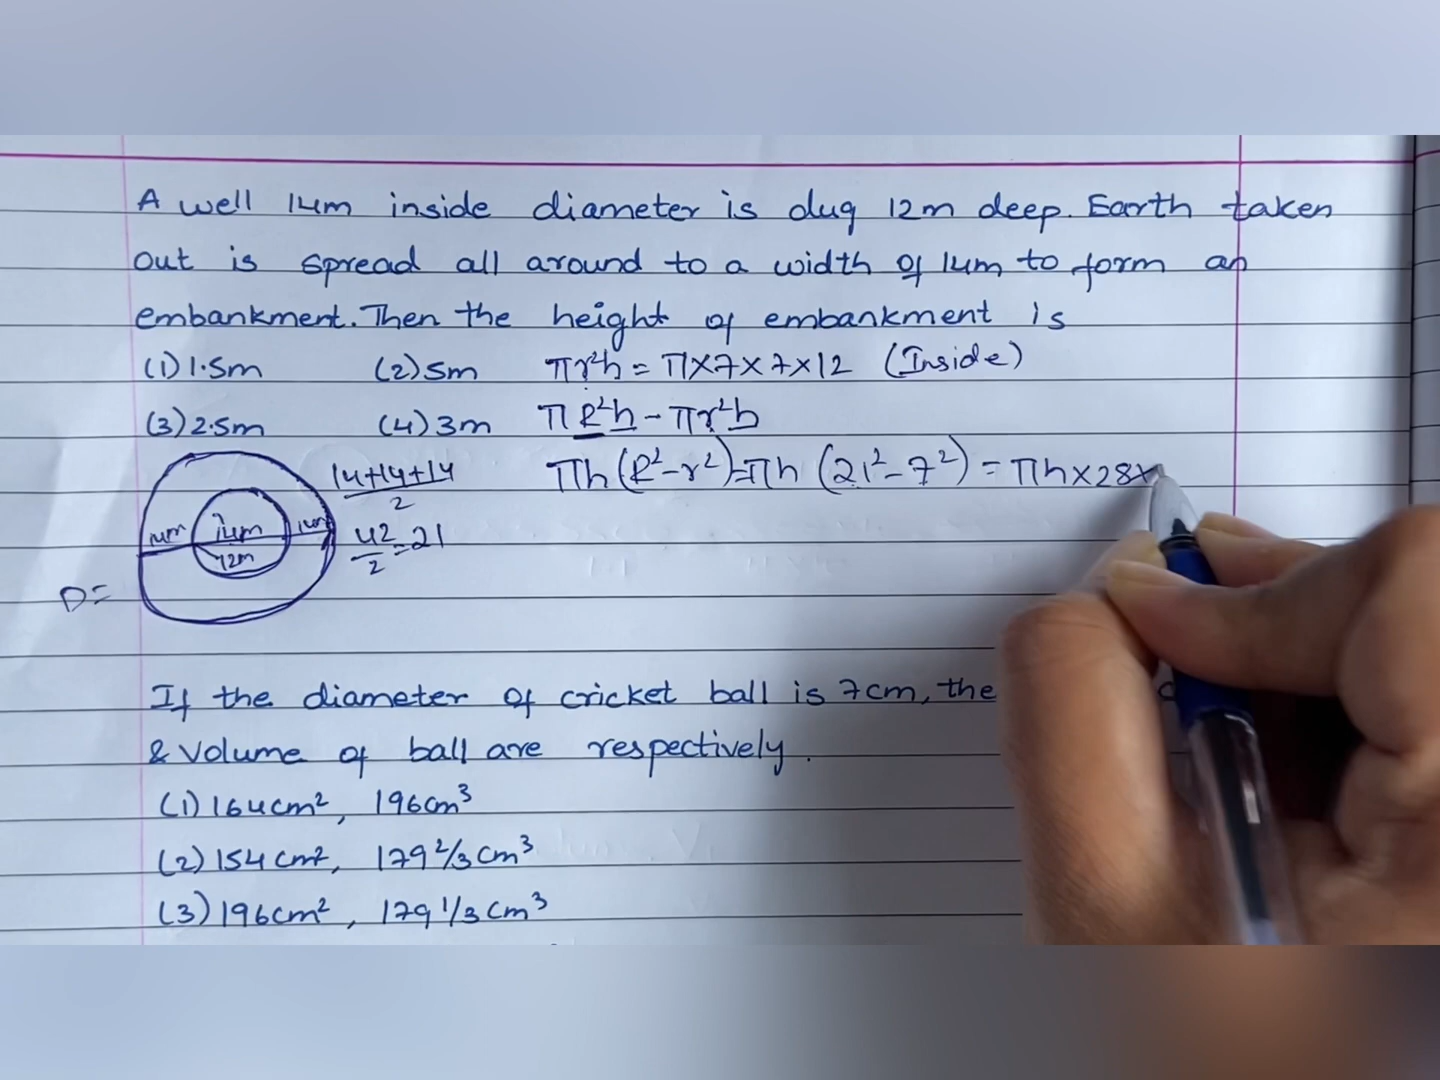 A well 14m inside diameter is dug 12m deep. Earth taken
out is spread all around to a width of 14m to form an
embankment. Then the height of embankment is
(1) 1.5m (2) 5m πr²h = π×7×7×12 (Inside)
(3) 2.5m (4) 3m πR²h - πr²h
14+14+14
2
πh(R²-r²) = πh (21²-7²) = πh×28×
14m 14m 14m
12m
42/2 = 21
D=
If the diameter of cricket ball is 7cm, the
& volume of ball are respectively.
(1) 164cm², 196cm³
(2) 154cm², 179 2/3 cm³
(3) 196cm², 179 1/3 cm³